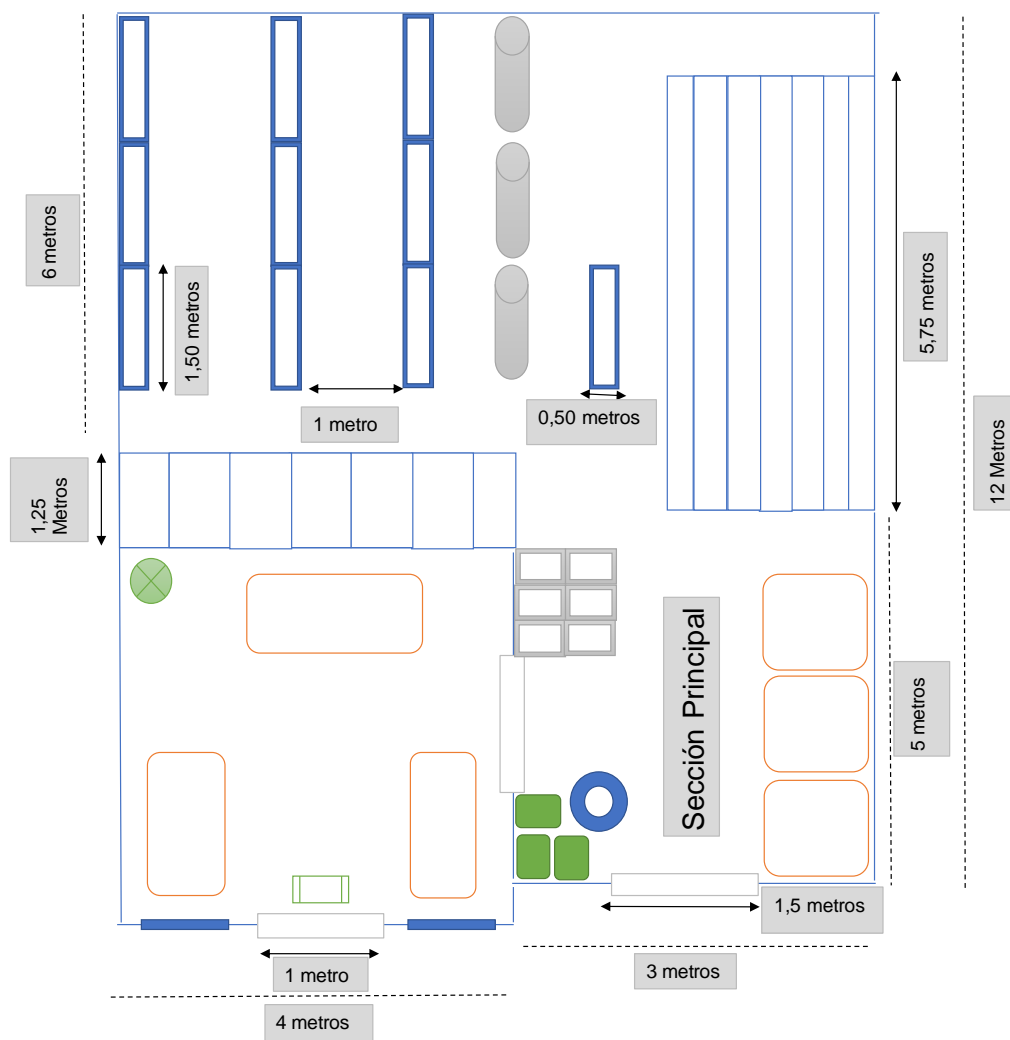 6 metros
1,50 metros
1 metro
0,50 metros
5,75 metros
12 Metros
1,25
Metros
Sección Principal
5 metros
1,5 metros
1 metro
3 metros
4 metros